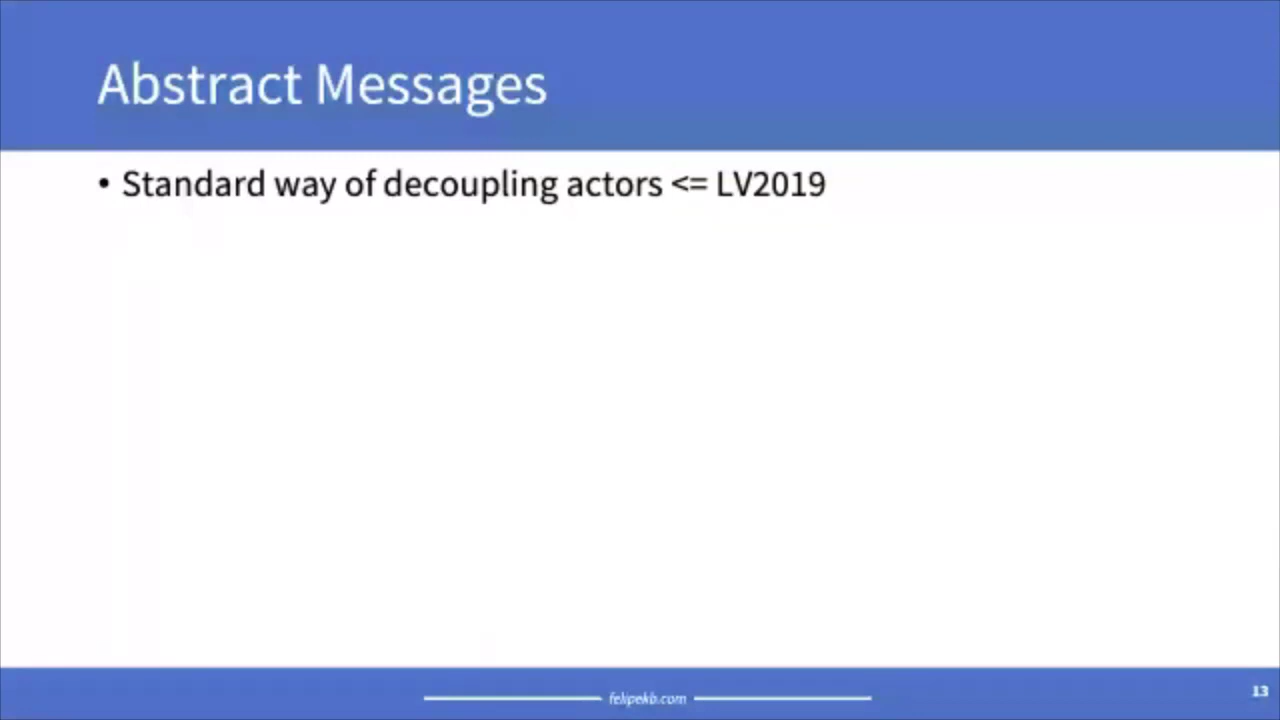 Abstract Messages
• Standard way of decoupling actors <= LV2019
felipekb.com
13